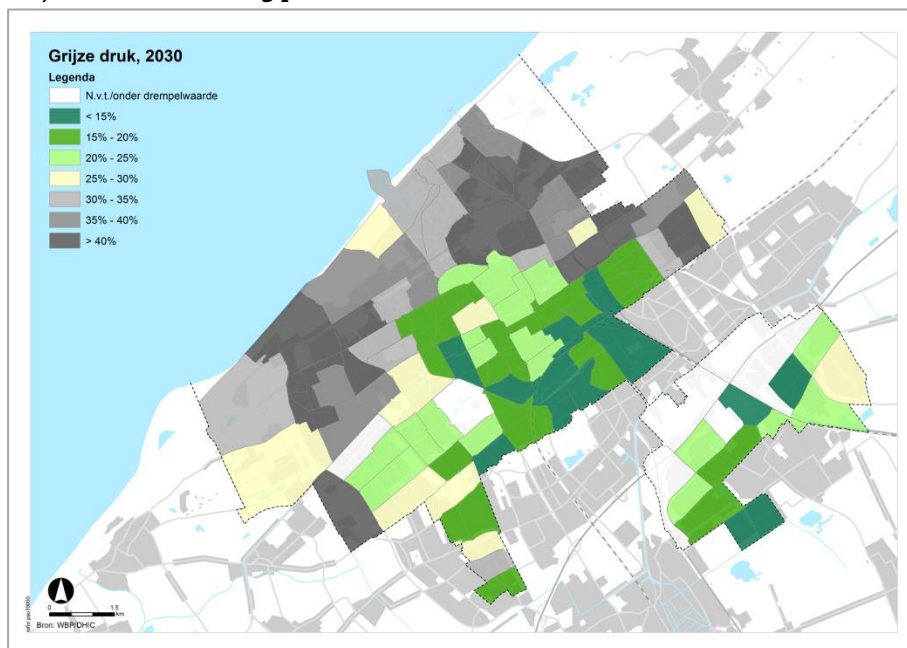 Grijze druk, 2030
Legenda
N.v.t./onder drempelwaarde
< 15%
15% - 20%
20% - 25%
25% - 30%
30% - 35%
35% - 40%
> 40%
0 1.5
km
Bron: WBP/DHIC